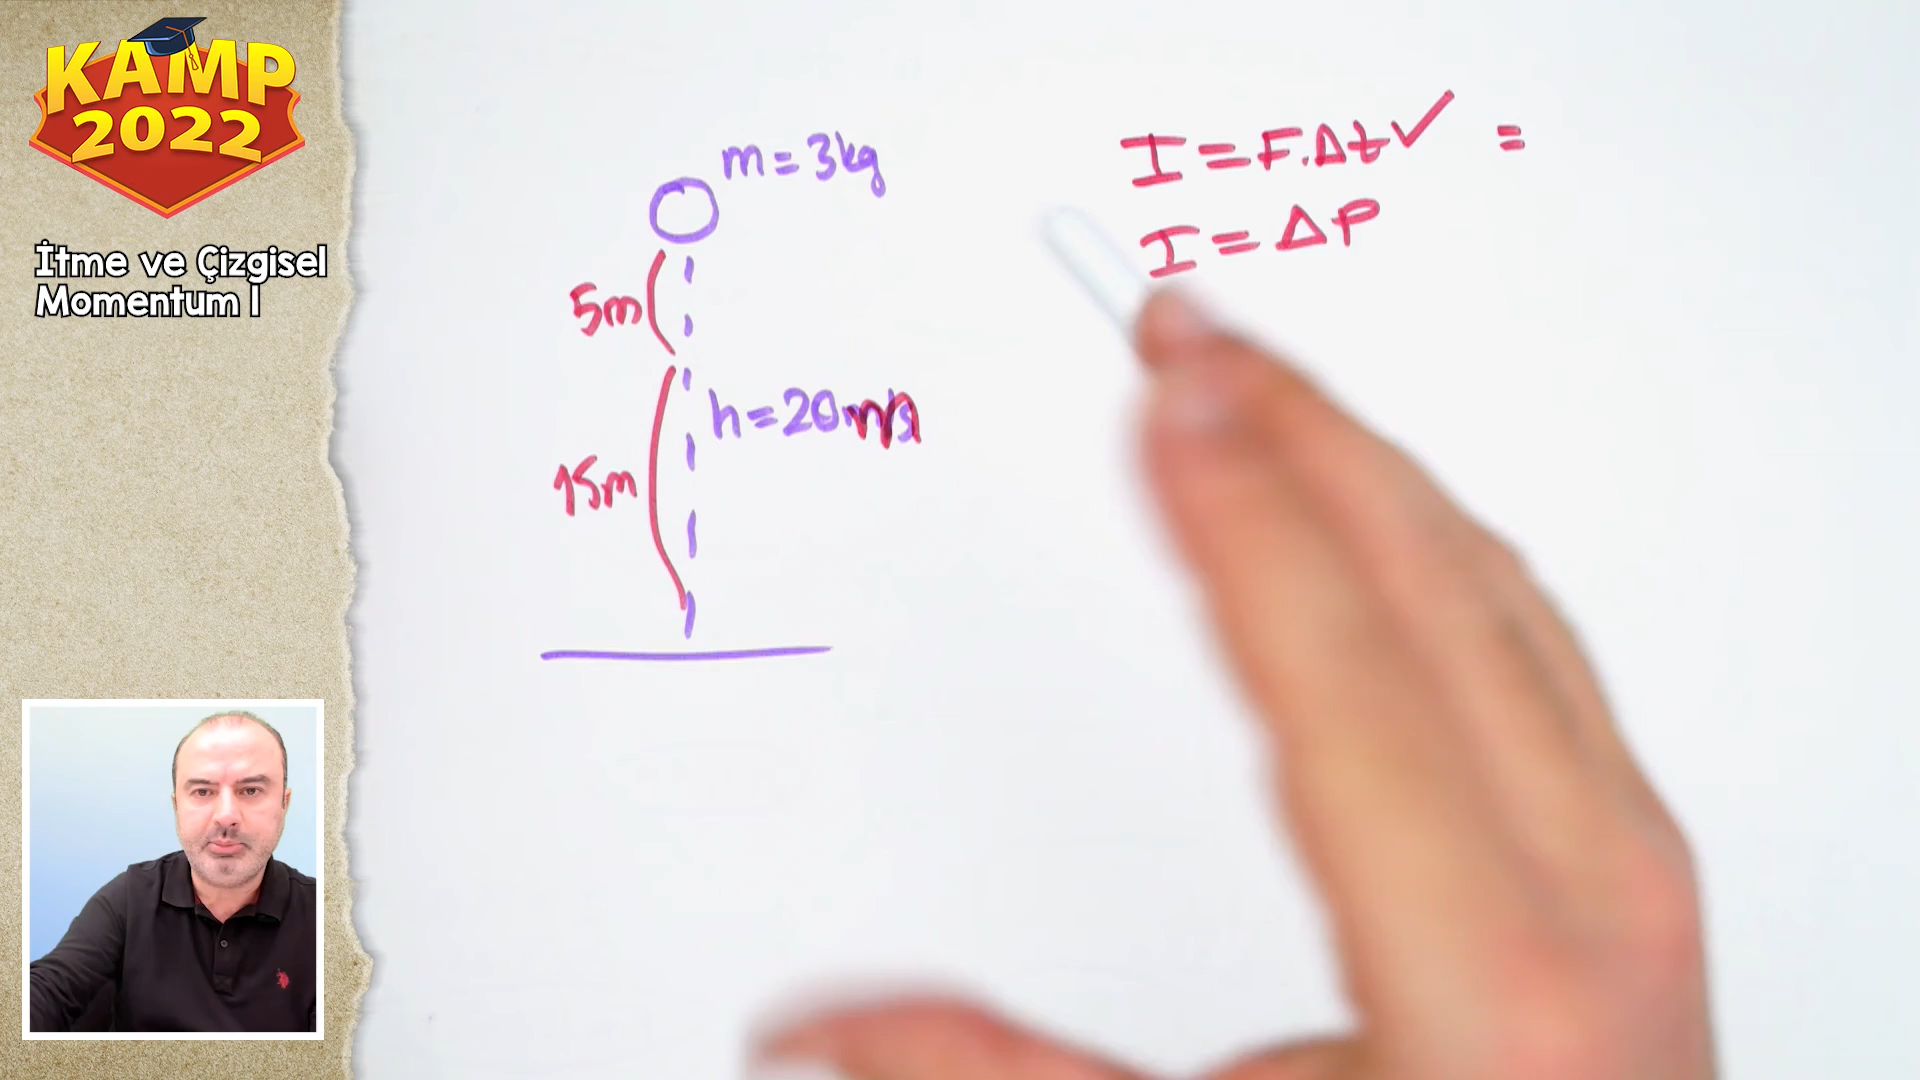 KAMP
2022
İtme ve Çizgisel
Momentum I
m = 3kg
5m
h = 20m
15m
I = F.Δt ✓ =
I = ΔP